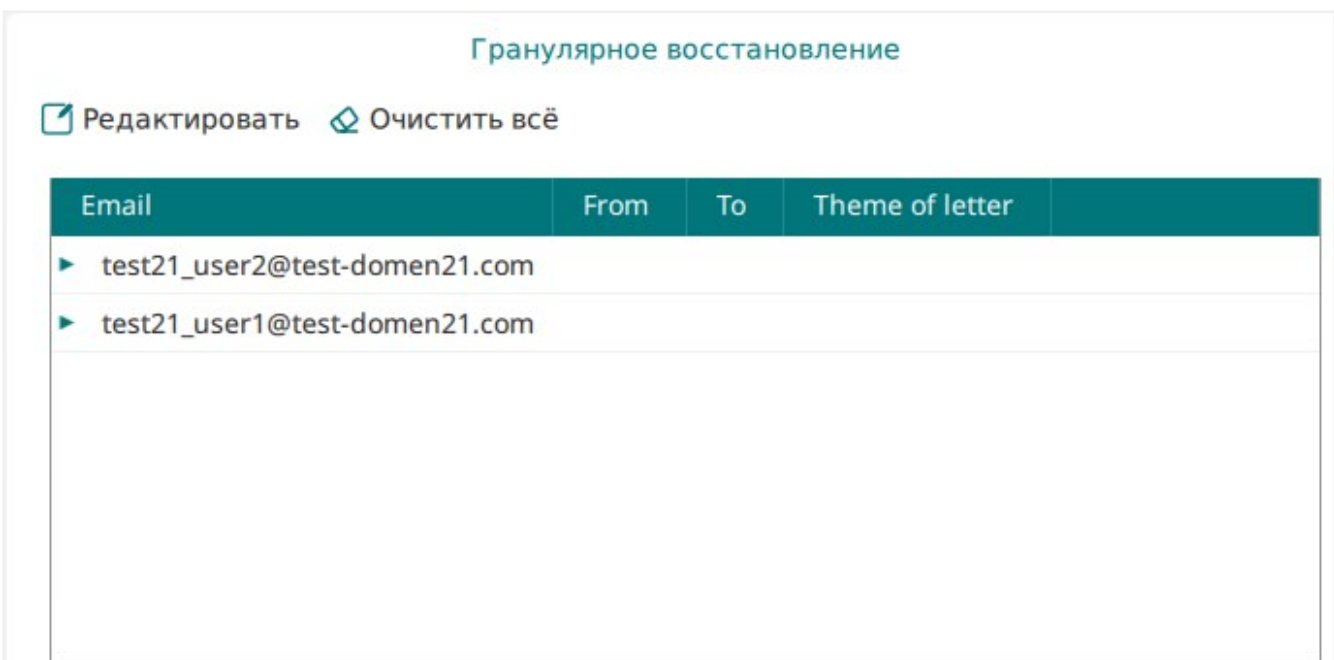 Гранулярное восстановление
Редактировать Очистить всё
Email From To Theme of letter
test21_user2@test-domen21.com
test21_user1@test-domen21.com